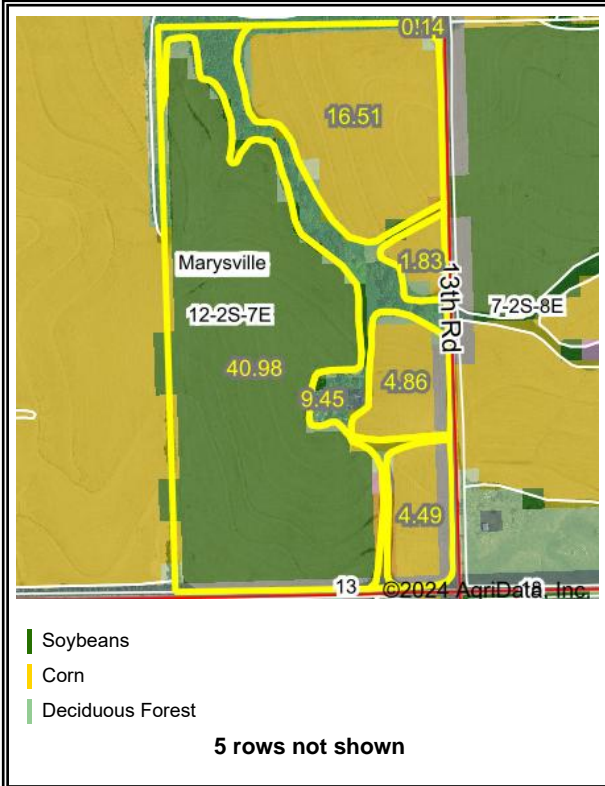 0.14
16.51
Marysville
1.83
13th Rd
7-2S-8E
12-2S-7E
40.98
4.86
9.45
4.49
13
©2024 AgriData, Inc.
Soybeans
Corn
Deciduous Forest
5 rows not shown